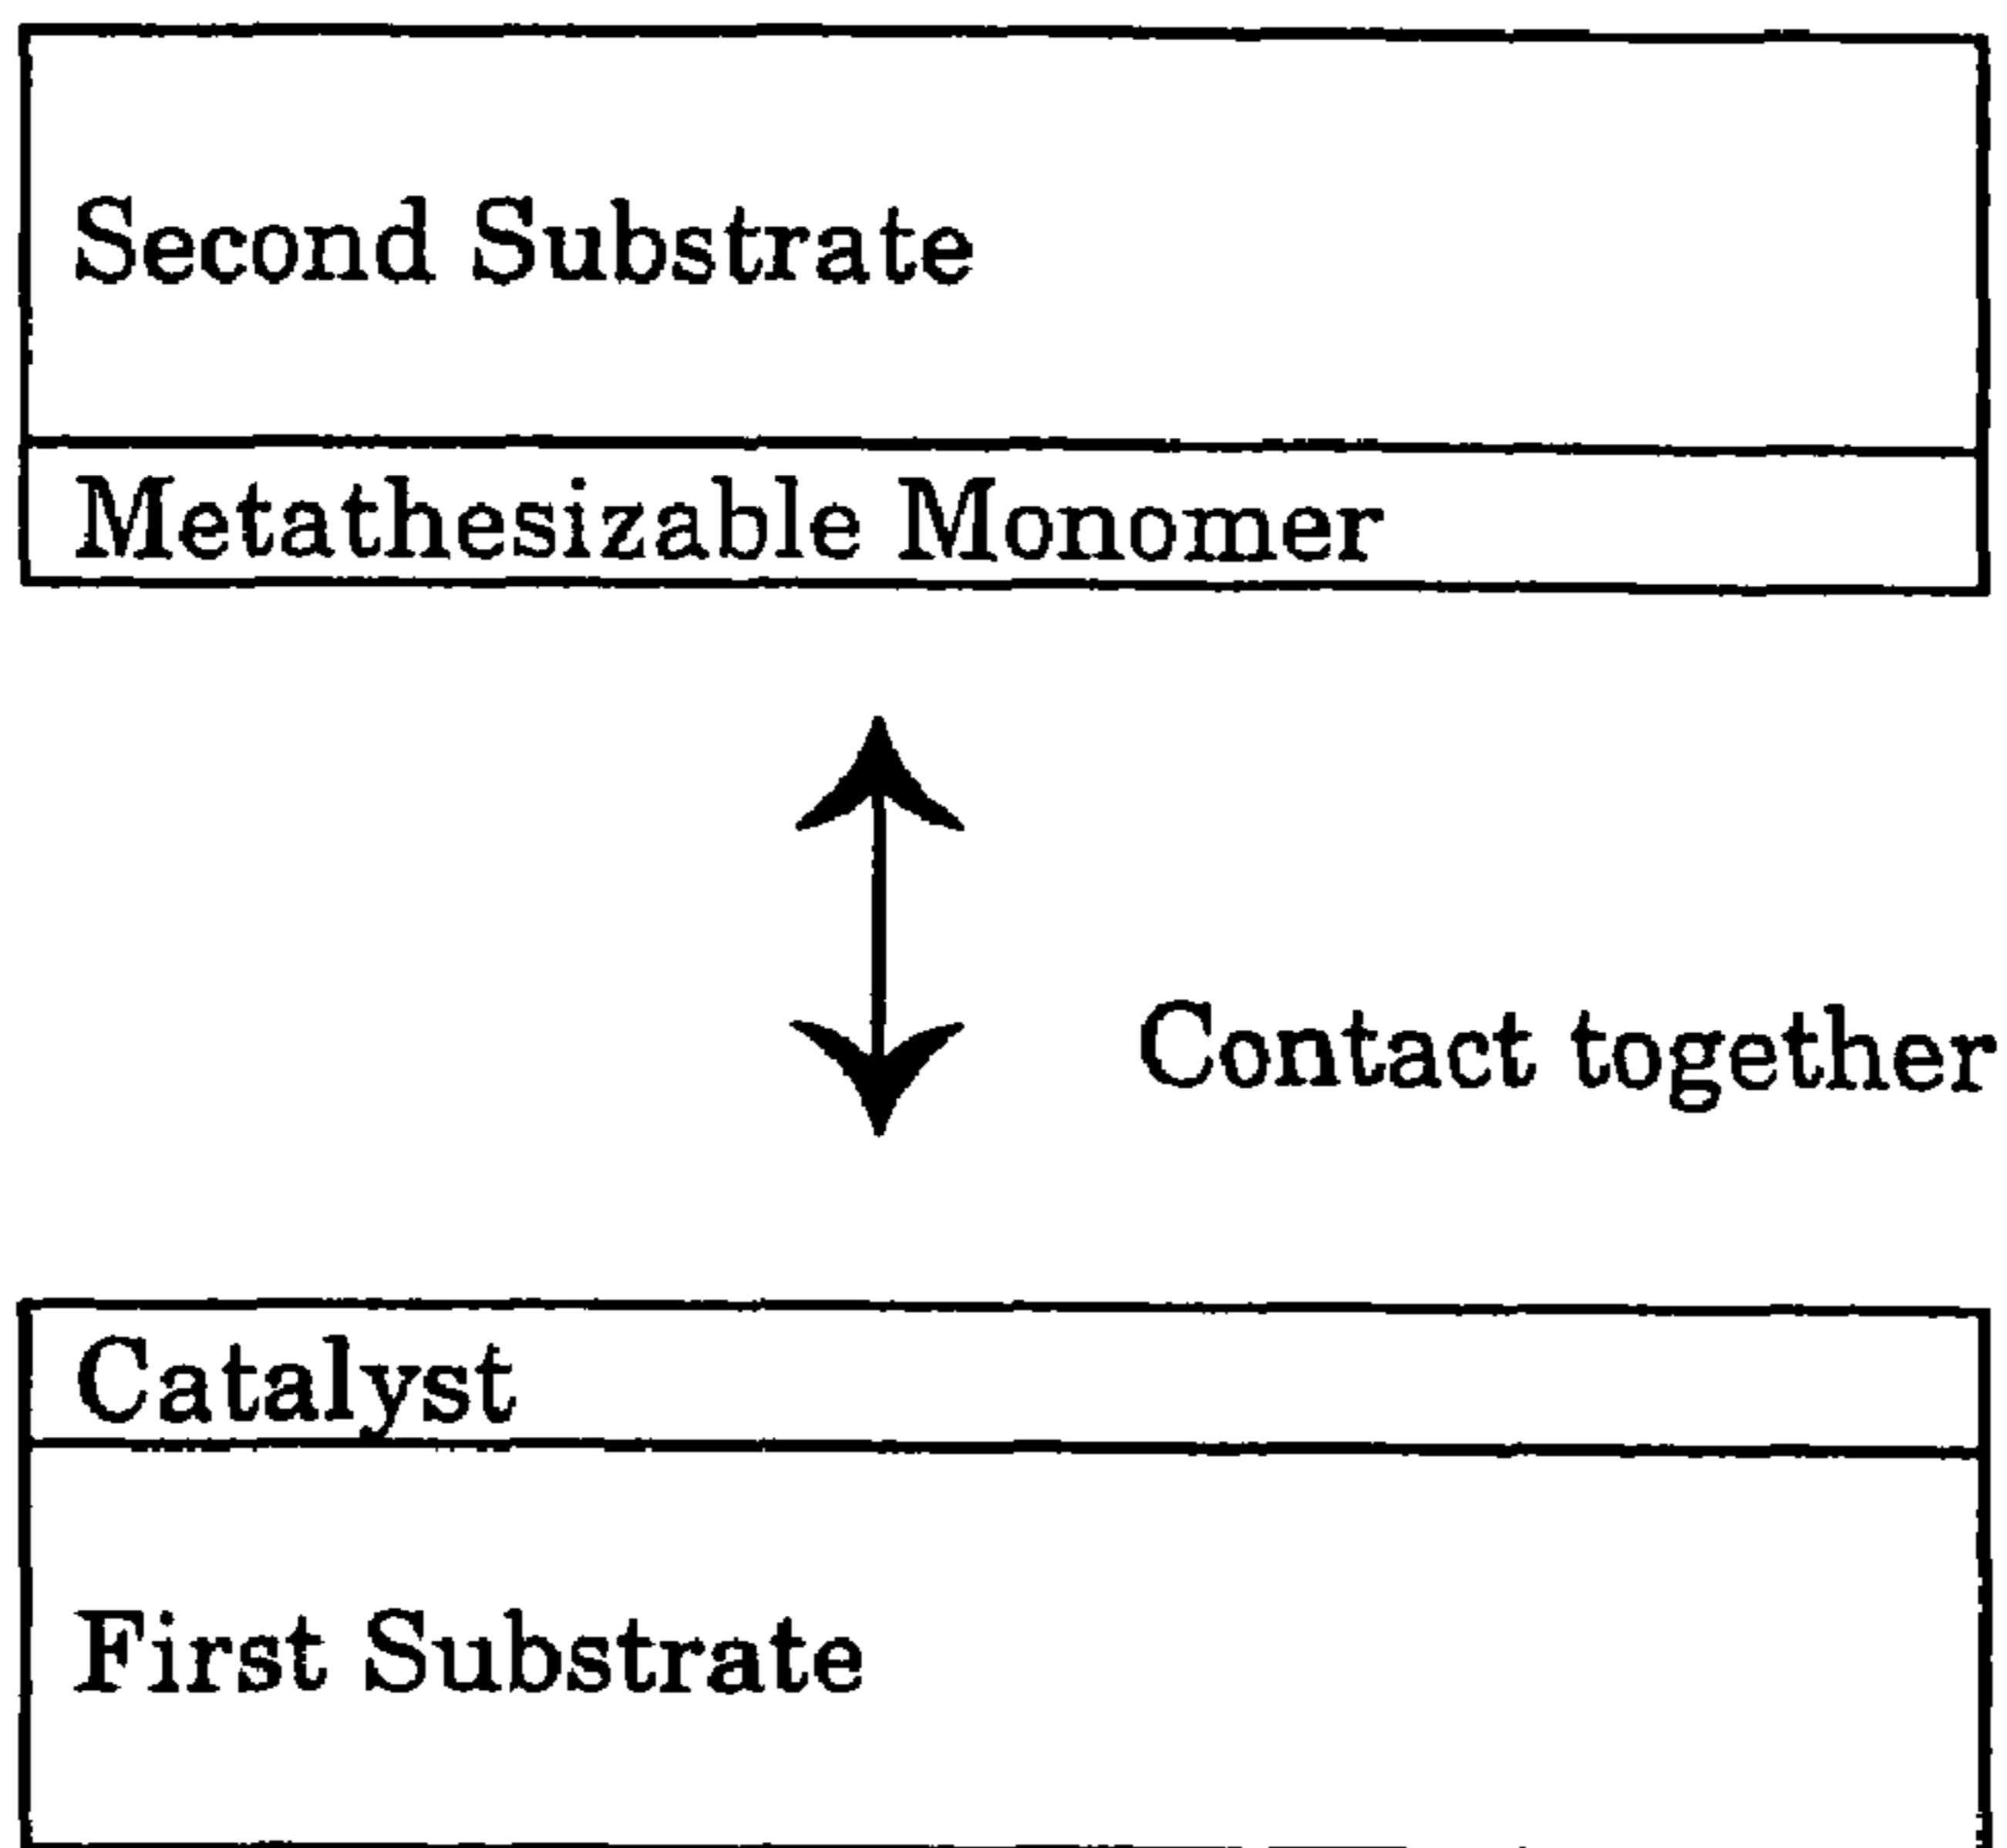 Second Substrate
Metathesizable Monomer
Contact together
Catalyst
First Substrate